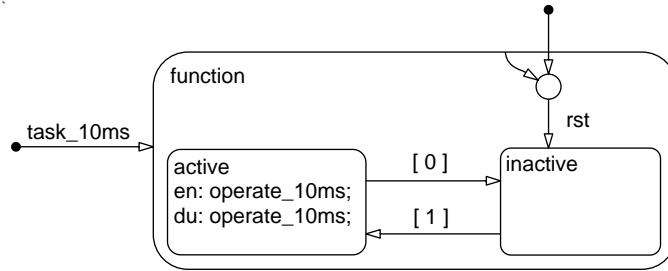 function
task_10ms
rst
active
en: operate_10ms;
du: operate_10ms;
[ 0 ]
[ 1 ]
inactive